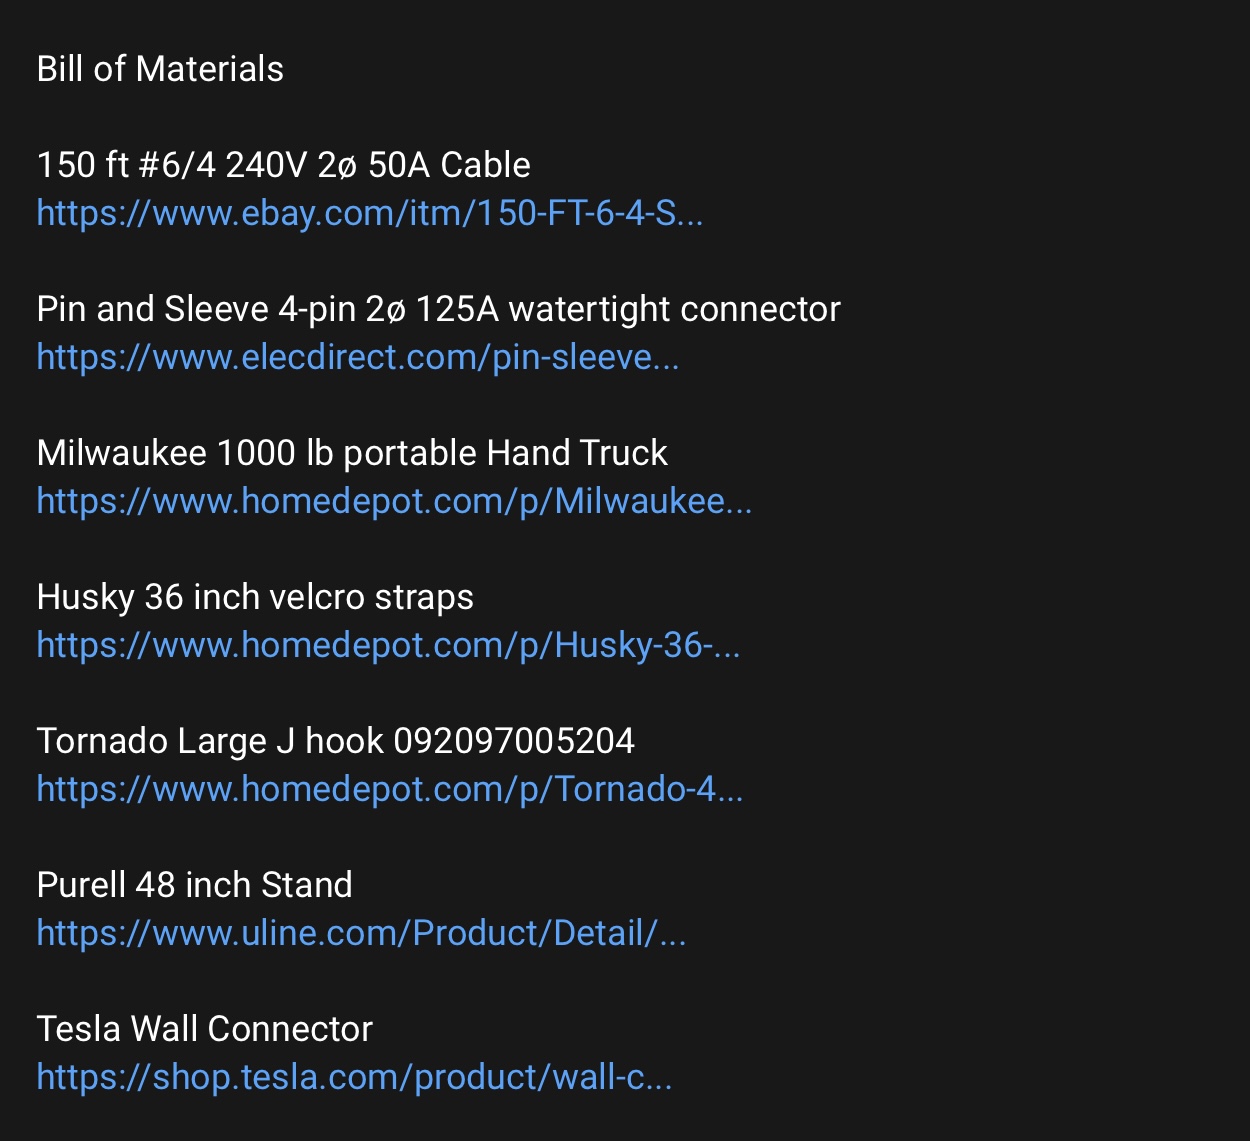 Bill of Materials
150 ft #6/4 240V 2ø 50A Cable
https://www.ebay.com/itm/150-FT-6-4-S...
Pin and Sleeve 4-pin 2ø 125A watertight connector
https://www.elecdirect.com/pin-sleeve...
Milwaukee 1000 lb portable Hand Truck
https://www.homedepot.com/p/Milwaukee...
Husky 36 inch velcro straps
https://www.homedepot.com/p/Husky-36-...
Tornado Large J hook 092097005204
https://www.homedepot.com/p/Tornado-4...
Purell 48 inch Stand
https://www.uline.com/Product/Detail/...
Tesla Wall Connector
https://shop.tesla.com/product/wall-c...